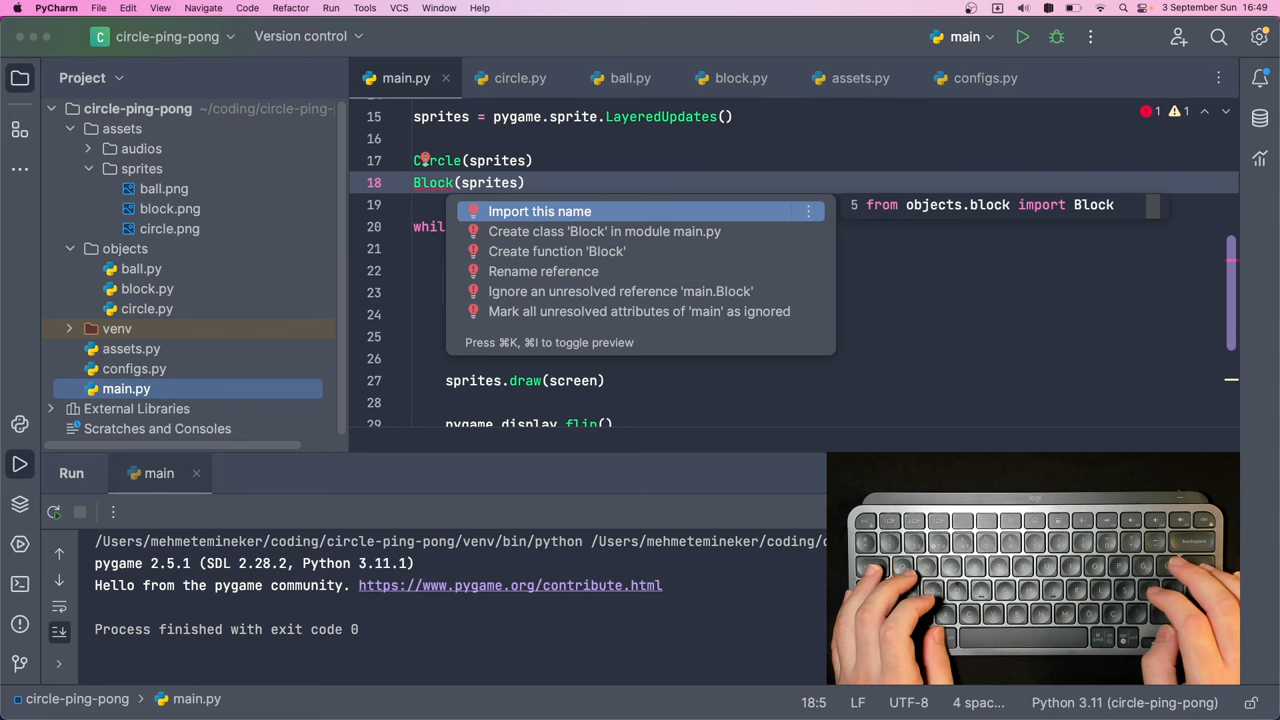 PyCharm File Edit View Navigate Code Refactor Run Tools VCS Window Help 3 September Sun 16:49
C circle-ping-pong Version control main
Project
main.py circle.py ball.py block.py assets.py configs.py
circle-ping-pong ~/coding/circle-ping-
assets
audios
sprites
ball.png
block.png
circle.png
objects
ball.py
block.py
circle.py
venv
assets.py
configs.py
main.py
External Libraries
Scratches and Consoles
1 1
15 sprites = pygame.sprite.LayeredUpdates()
16
17 Circle(sprites)
18 Block(sprites)
19
20 whil
21
22
23
24
25
26
27 sprites.draw(screen)
28
29 pygame.display.flip()
Import this name
Create class 'Block' in module main.py
Create function 'Block'
Rename reference
Ignore an unresolved reference 'main.Block'
Mark all unresolved attributes of 'main' as ignored
Press ⌘K, ⌘I to toggle preview
5 from objects.block import Block
Run main
/Users/mehmetemineker/coding/circle-ping-pong/venv/bin/python /Users/mehmetemineker/coding/c
pygame 2.5.1 (SDL 2.28.2, Python 3.11.1)
Hello from the pygame community. https://www.pygame.org/contribute.html
Process finished with exit code 0
logi
backspace
circle-ping-pong main.py 18:5 LF UTF-8 4 spac... Python 3.11 (circle-ping-pong)